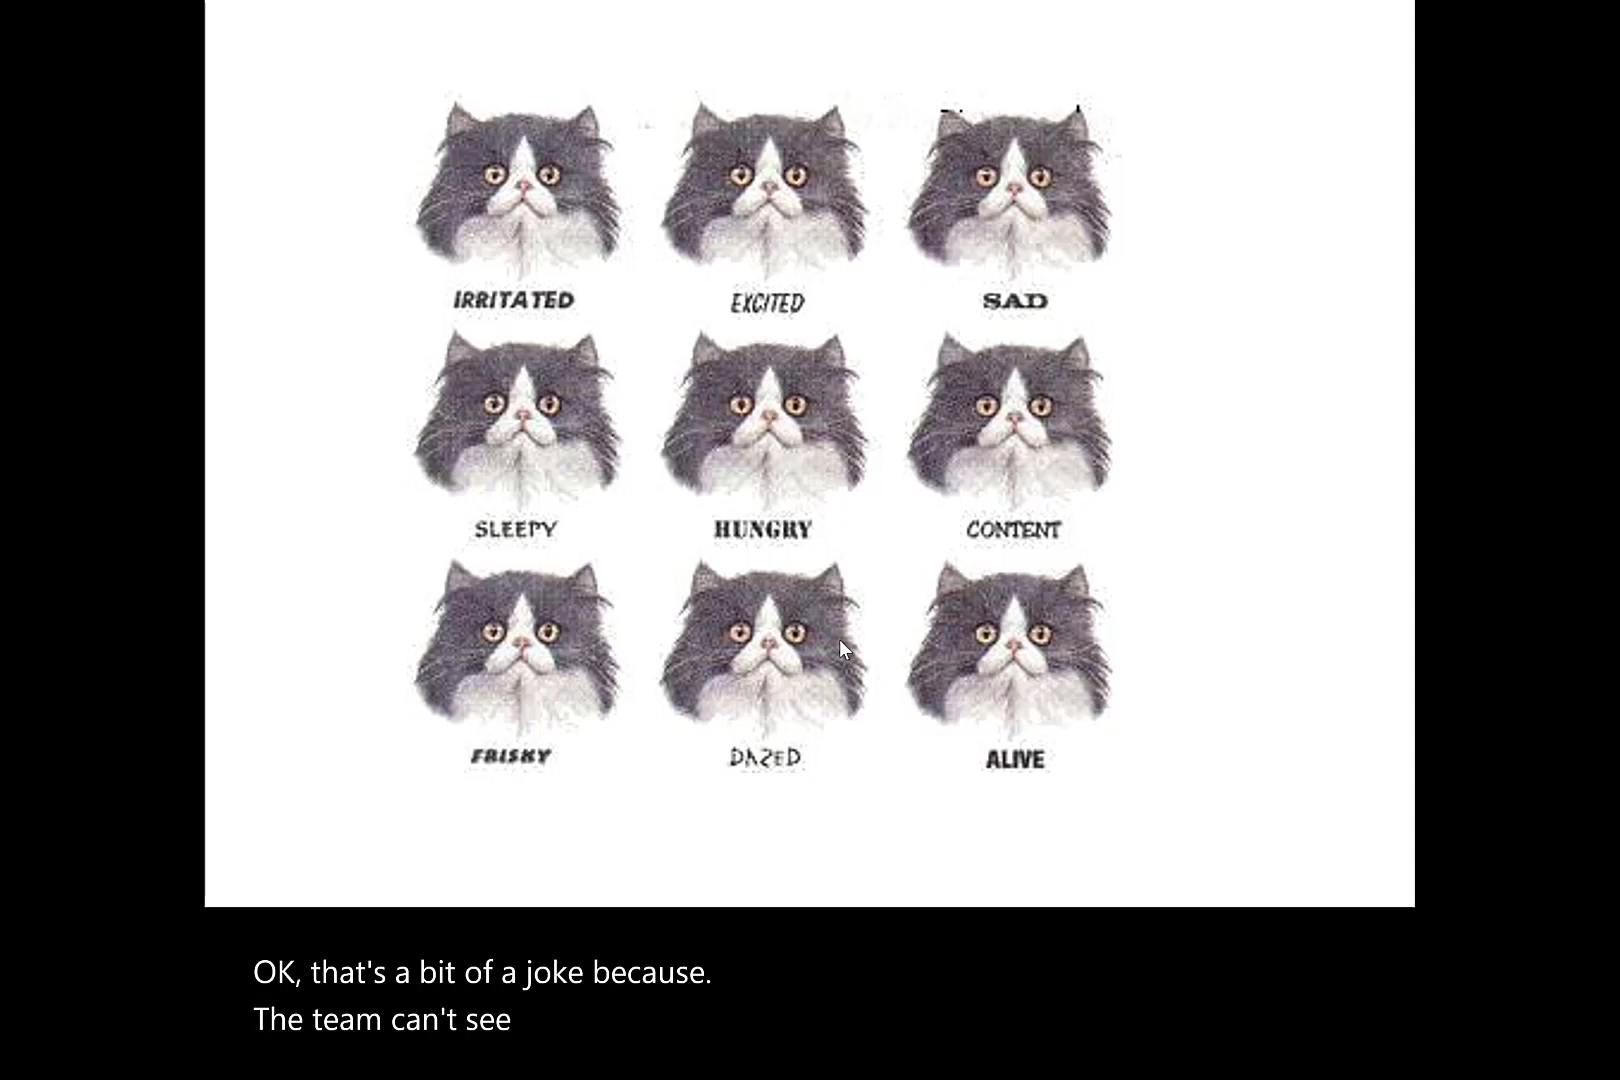 IRRITATED
EXCITED
SAD
SLEEPY
HUNGRY
CONTENT
FRISKY
DAZED
ALIVE
OK, that's a bit of a joke because.
The team can't see